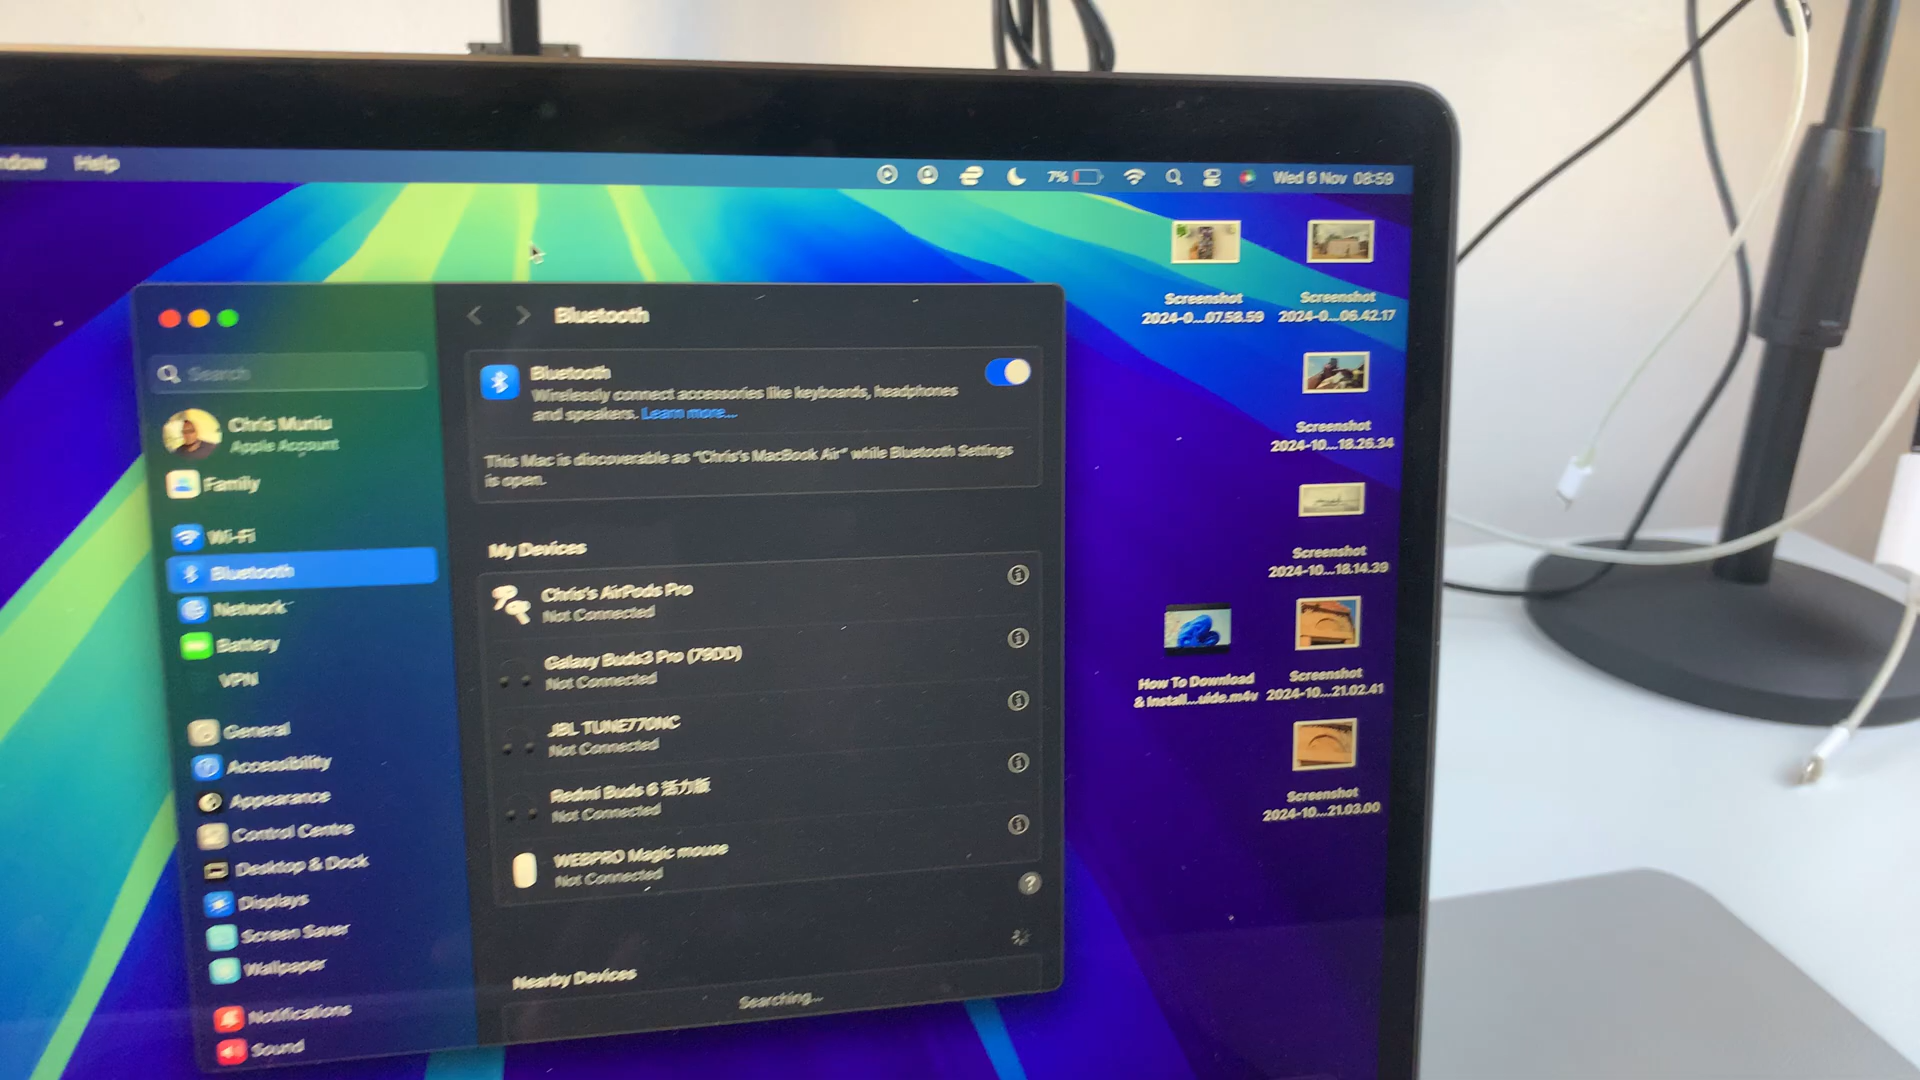 Help
7%
Wed 6 Nov 08:59
Bluetooth
Search
Chris Muniu
Apple Account
Family
Wi-Fi
Bluetooth
Network
Battery
VPN
General
Accessibility
Appearance
Control Centre
Desktop & Dock
Displays
Screen Saver
Wallpaper
Notifications
Sound
Bluetooth
Wirelessly connect accessories like keyboards, headphones
and speakers. Learn more...
This Mac is discoverable as "Chris's MacBook Air" while Bluetooth Settings
is open.
My Devices
Chris's AirPods Pro
Not Connected
Galaxy Buds3 Pro (79DD)
Not Connected
JBL TUNE770NC
Not Connected
Redmi Buds 6 活力版
Not Connected
WEBPRO Magic mouse
Not Connected
?
Nearby Devices
Searching...
Screenshot
2024-0...07.58.59
Screenshot
2024-0...06.42.17
Screenshot
2024-10...18.26.34
Screenshot
2024-10...18.14.39
How To Download
& Install...uide.m4v
Screenshot
2024-10...21.02.41
Screenshot
2024-10...21.03.00